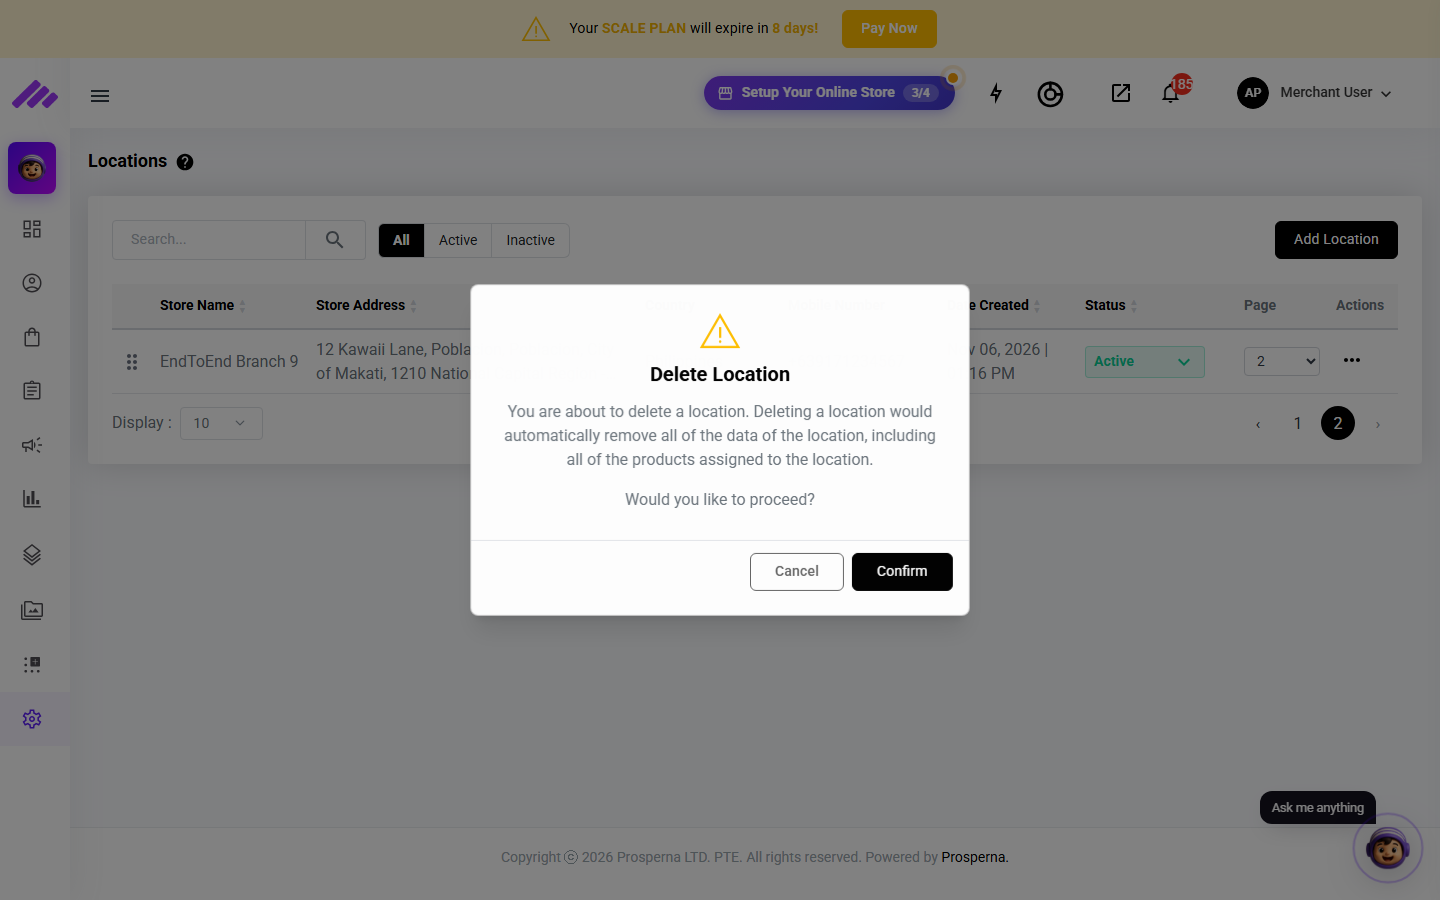 Your SCALE PLAN will expire in 8 days!
Pay Now
Setup Your Online Store 3/4
185
AP
Merchant User
Locations
Search...
All
Active
Inactive
Add Location
Store Name
Store Address
Created
Status
Page
Actions
EndToEnd Branch 9
12 Kawaii Lane, Pobla
of Makati, 1210 Natio
06, 2026 |
16 PM
Active
2
Display :
10
‹
1
2
›
Delete Location
You are about to delete a location. Deleting a location would
automatically remove all of the data of the location, including
all of the products assigned to the location.
Would you like to proceed?
Cancel
Confirm
Ask me anything
Copyright © 2026 Prosperna LTD. PTE. All rights reserved. Powered by Prosperna.